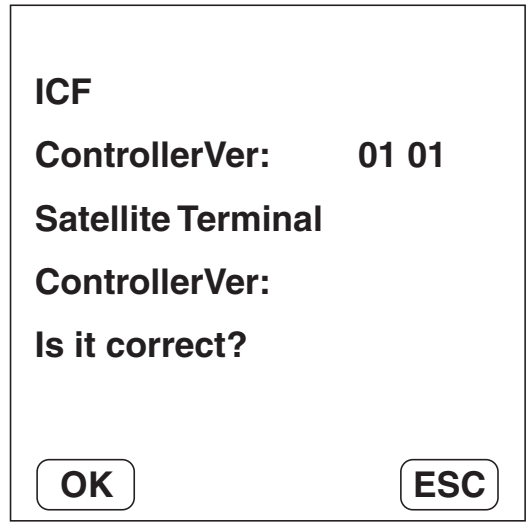 ICF
ControllerVer: 01 01
Satellite Terminal
ControllerVer:
Is it correct?
OK ESC